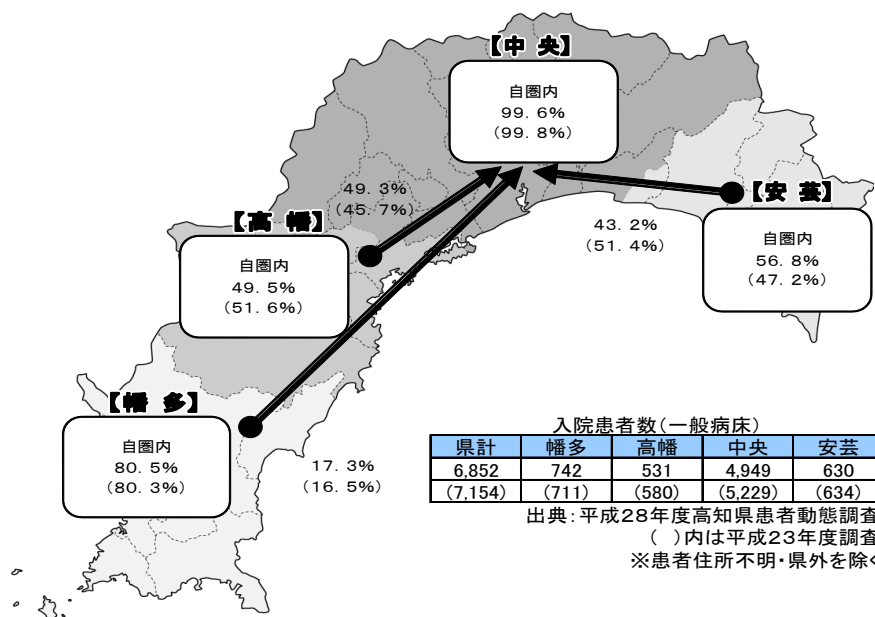 【中 央】
自圏内
99. 6%
(99. 8%)
49. 3%
(45. 7%)
【高 幡】
自圏内
49. 5%
(51. 6%)
【安 芸】
自圏内
56. 8%
(47. 2%)
43. 2%
(51. 4%)
【幡 多】
自圏内
80. 5%
(80. 3%)
17. 3%
(16. 5%)
入院患者数(一般病床)
県計 幡多 高幡 中央 安芸
6,852 742 531 4,949 630
(7,154) (711) (580) (5,229) (634)
出典:平成28年度高知県患者動態調査
( )内は平成23年度調査
※患者住所不明・県外を除く